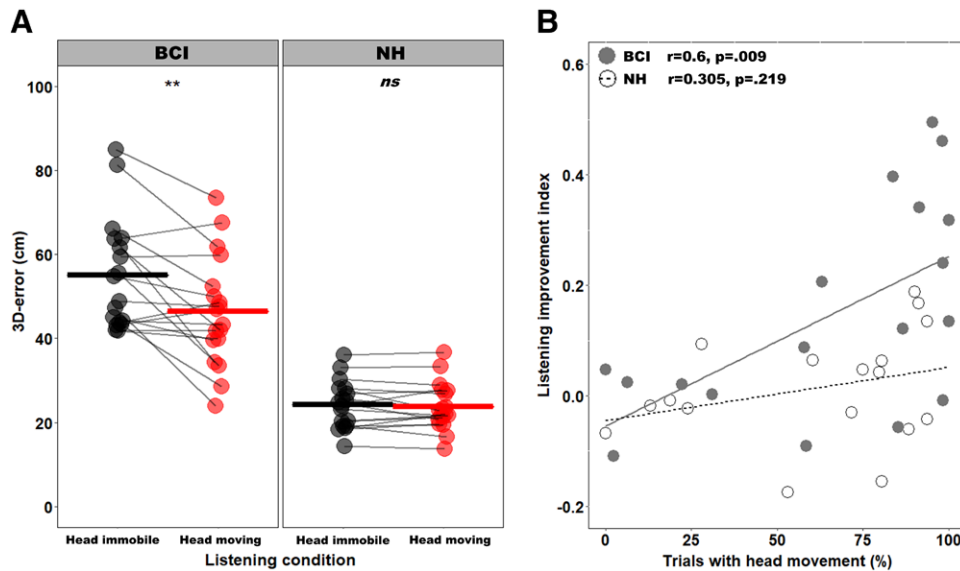 A
BCI
NH
**
ns
100
80
60
40
20
0
3D-error (cm)
Head immobile
Head moving
Head immobile
Head moving
Listening condition
B
BCI r=0.6, p=.009
NH r=0.305, p=.219
0.6
0.4
0.2
0.0
-0.2
Listening improvement index
0
25
50
75
100
Trials with head movement (%)